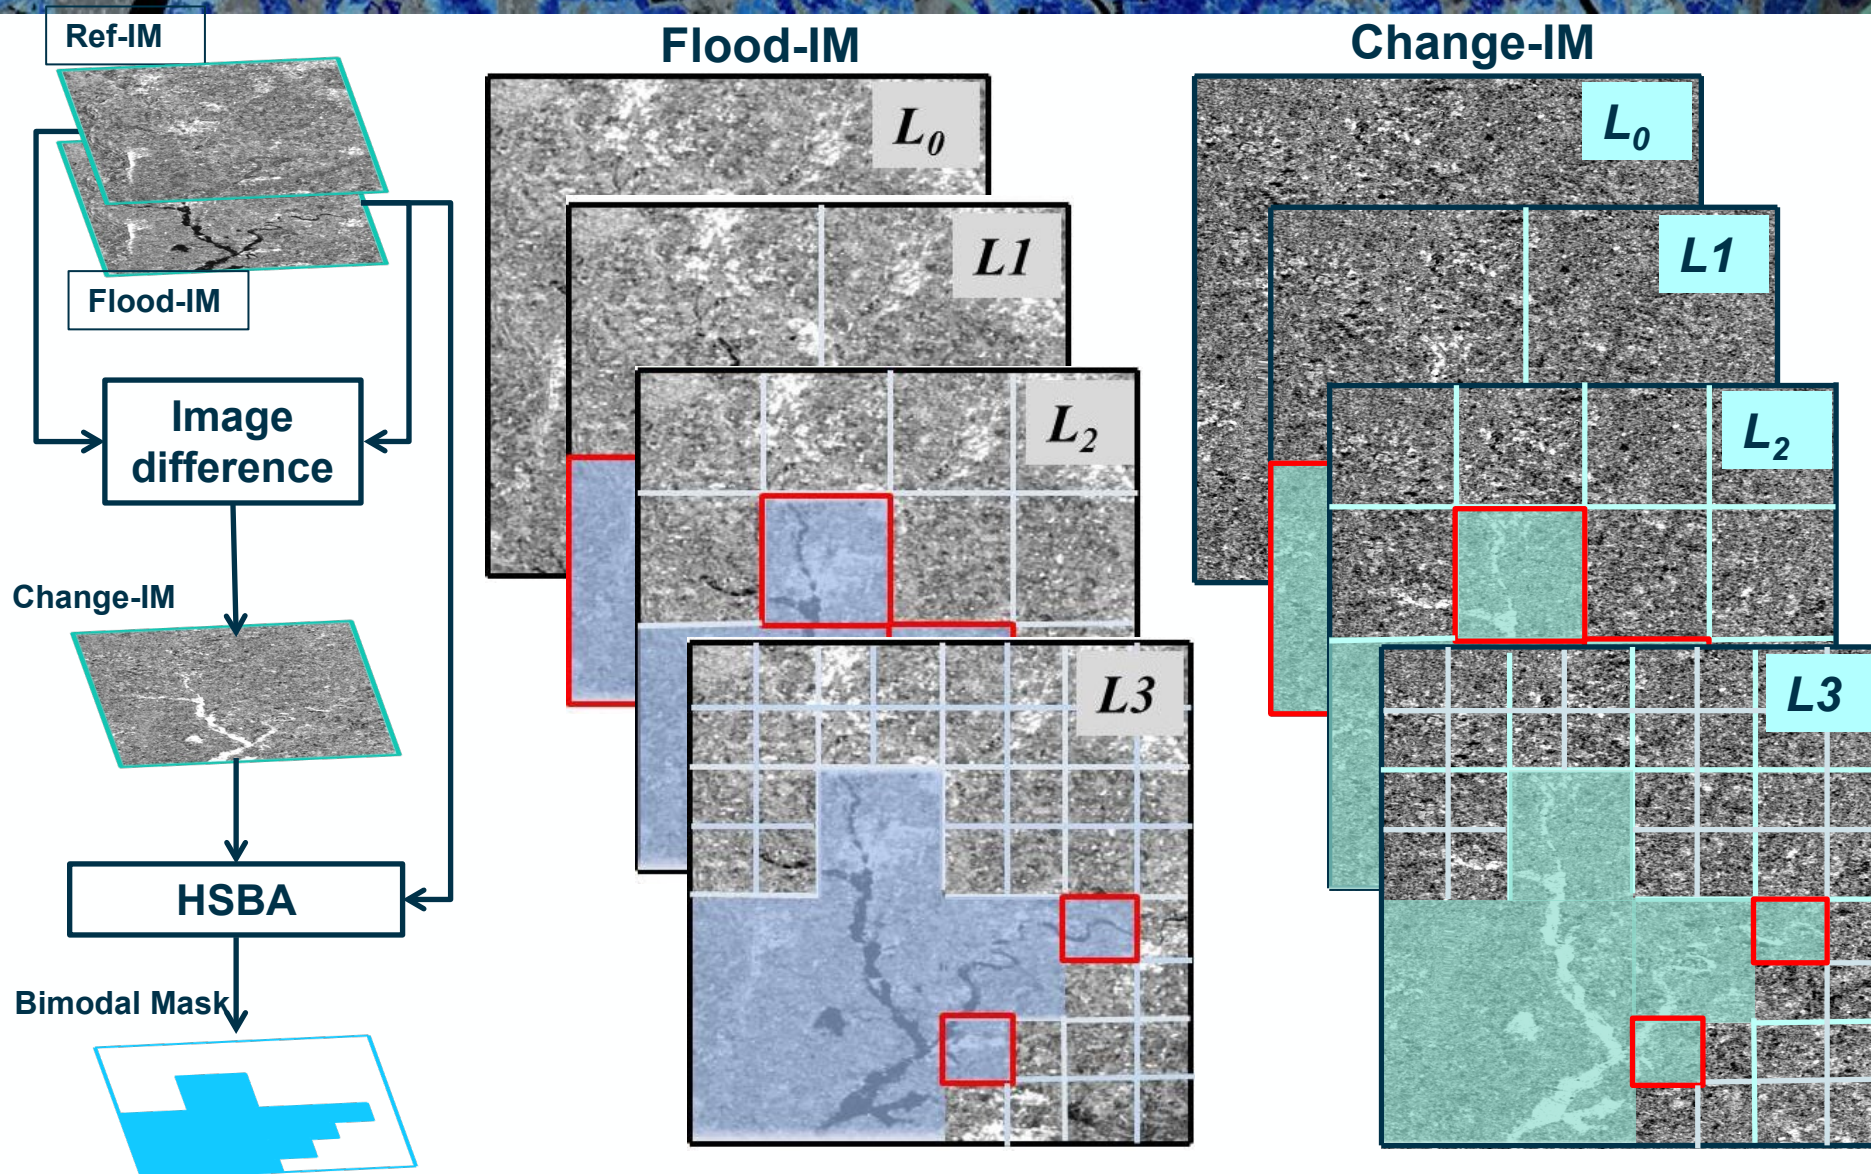 Ref-IM
Flood-IM
Image
difference
Change-IM
HSBA
Bimodal Mask
Flood-IM
L0
L1
L2
L3
Change-IM
L0
L1
L2
L3